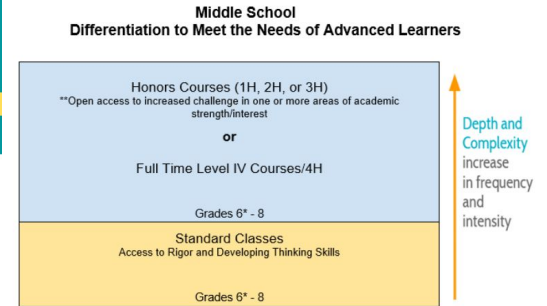 Middle School
Differentiation to Meet the Needs of Advanced Learners
Honors Courses (1H, 2H, or 3H)
**Open access to increased challenge in one or more areas of academic
strength/interest
or
Full Time Level IV Courses/4H
Grades 6* - 8
Standard Classes
Access to Rigor and Developing Thinking Skills
Grades 6* - 8
Depth and
Complexity
increase
in frequency
and
intensity